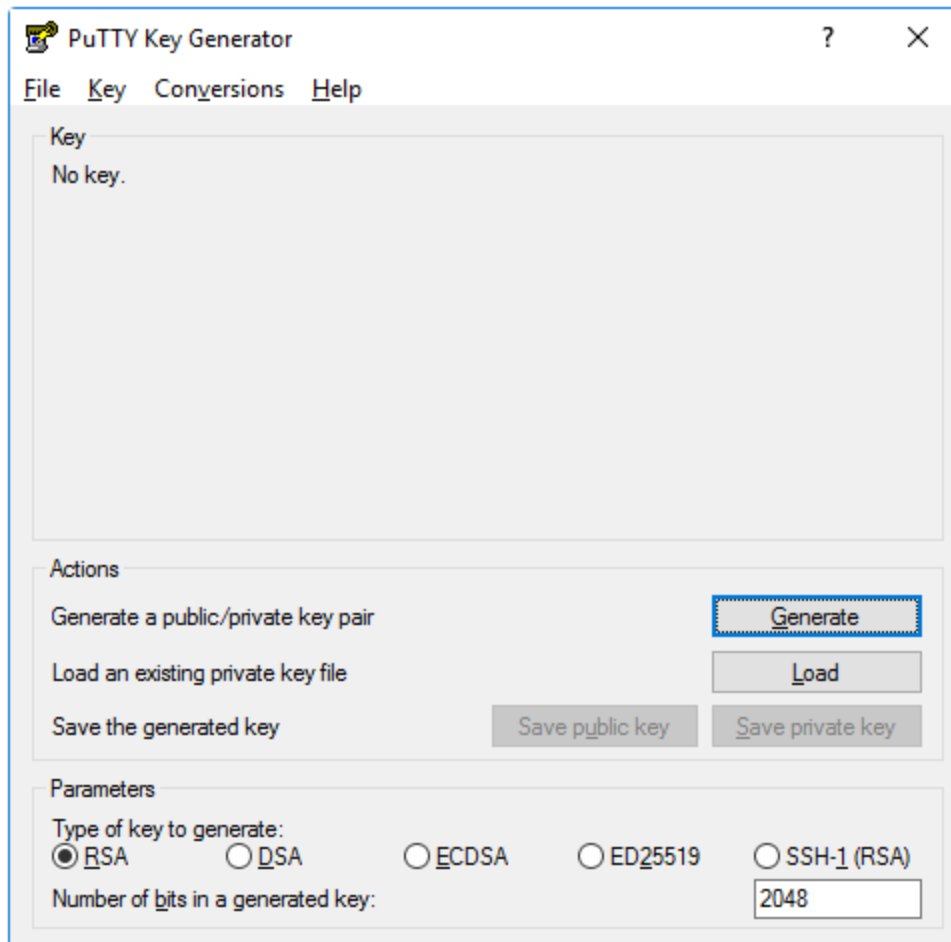 PuTTY Key Generator ?
File Key Conversions Help
Key
No key.
Actions
Generate a public/private key pair Generate
Load an existing private key file Load
Save the generated key Save public key Save private key
Parameters
Type of key to generate:
RSA DSA ECDSA ED25519 SSH-1 (RSA)
Number of bits in a generated key: 2048